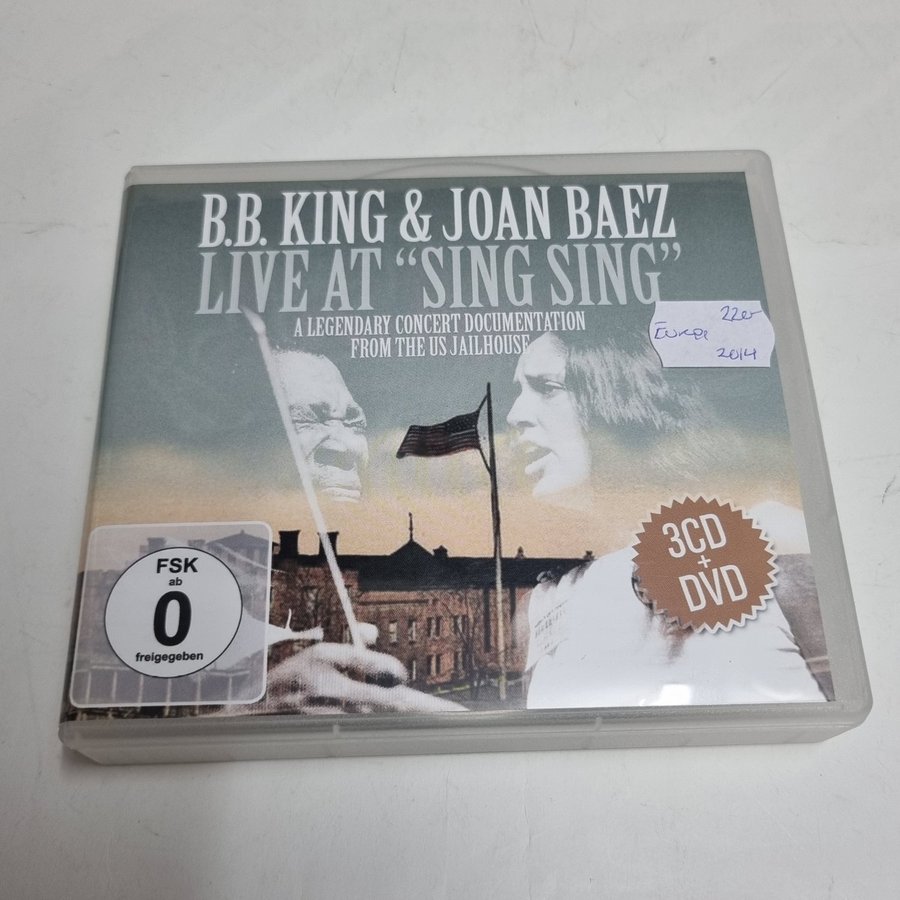 B.B. KING & JOAN BAEZ
LIVE AT “SING SING”
A LEGENDARY CONCERT DOCUMENTATION
FROM THE US JAILHOUSE
Europe
2014
3CD
+
DVD
FSK
ab
0
freigegeben